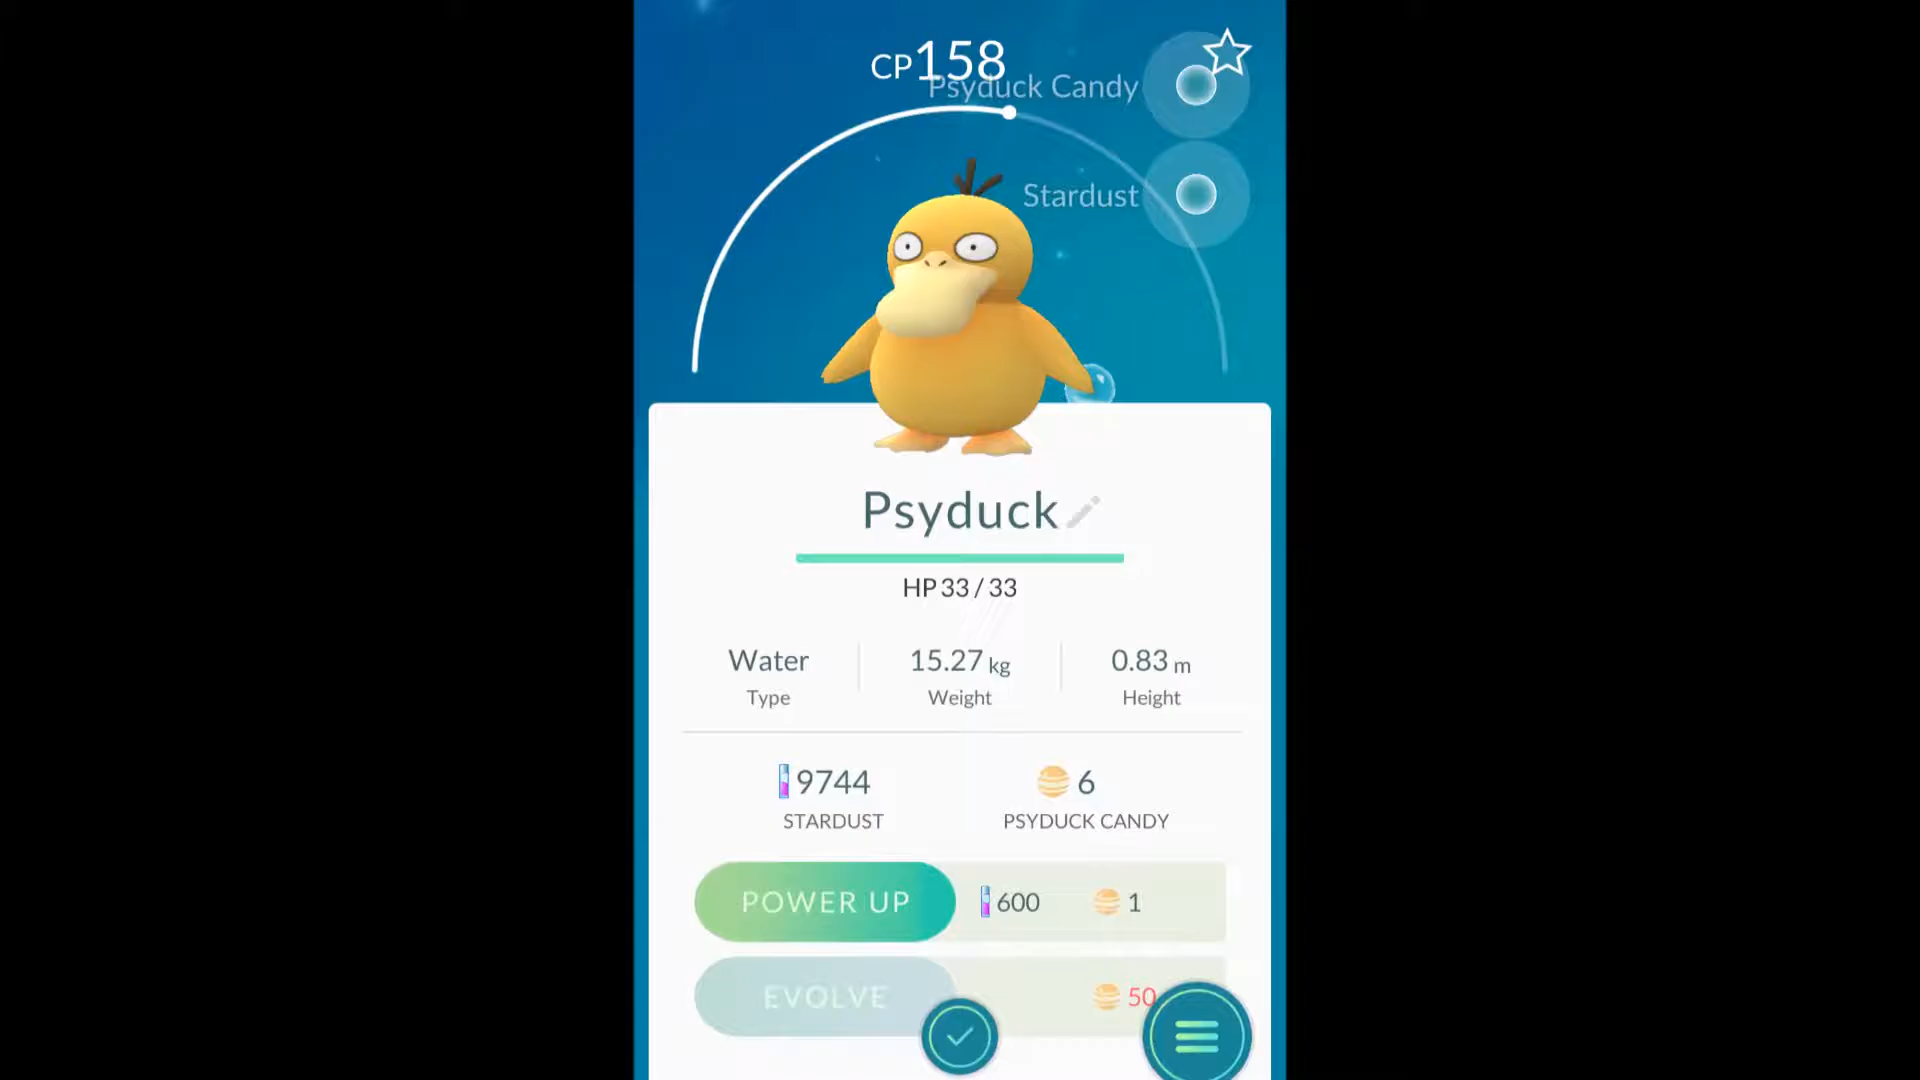 CP158
Psyduck Candy
Stardust
Psyduck
HP 33 / 33
Water 15.27 kg 0.83 m
Type Weight Height
9744 6
STARDUST PSYDUCK CANDY
POWER UP 600 1
EVOLVE 50